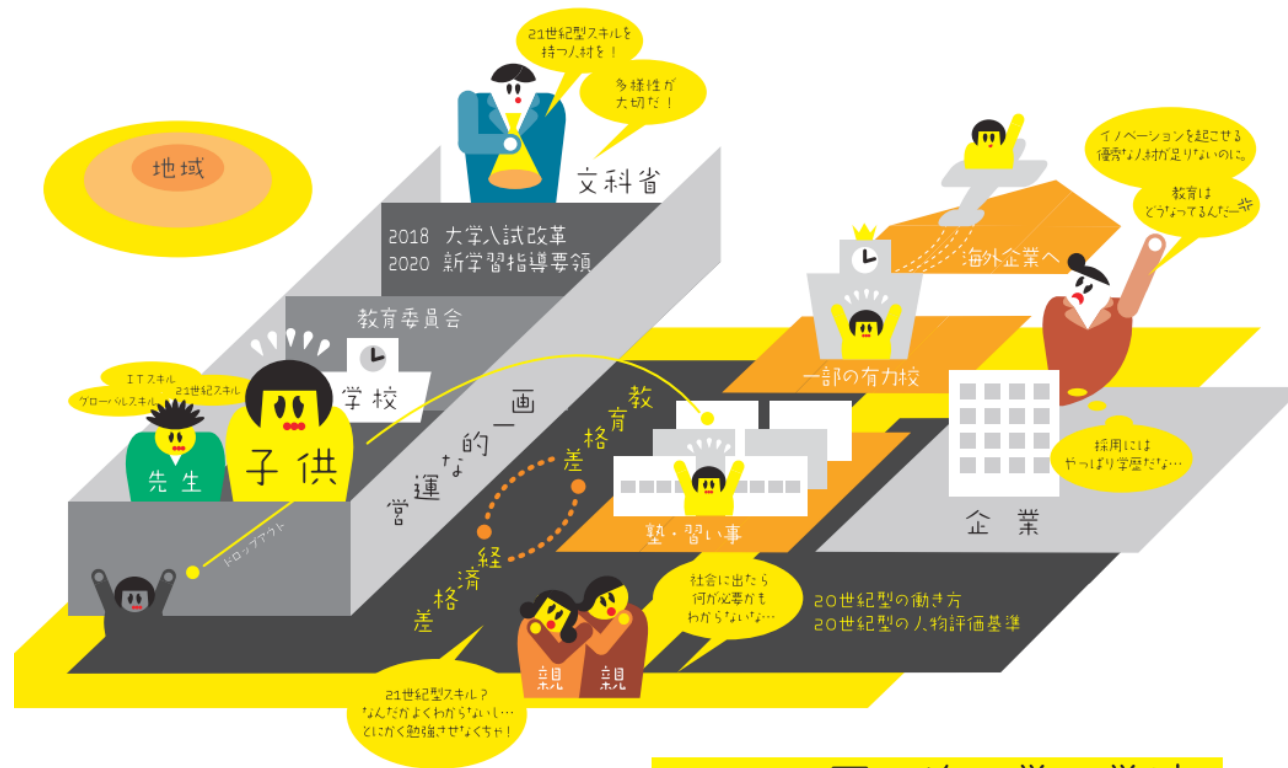 21世紀型スキルを
持つ人材を！
多様性が
大切だ！
文科省
地域
2018 大学入試改革
2020 新学習指導要領
教育委員会
学校
ITスキル
グローバルスキル
21世紀スキル
先生
子供
ドロップアウト
画一的な運営
教育格差
経済格差
イノベーションを起こせる
優秀な人材が足りないのに。
教育は
どうなってるんだー
海外企業へ
一部の有力校
塾・習い事
採用には
やっぱり学歴だな…
企業
20世紀型の働き方
20世紀型の人物評価基準
社会に出たら
何が必要かも
わからないな…
親
親
21世紀型スキル？
なんだかよくわからないし…
とにかく勉強させなくちゃ！